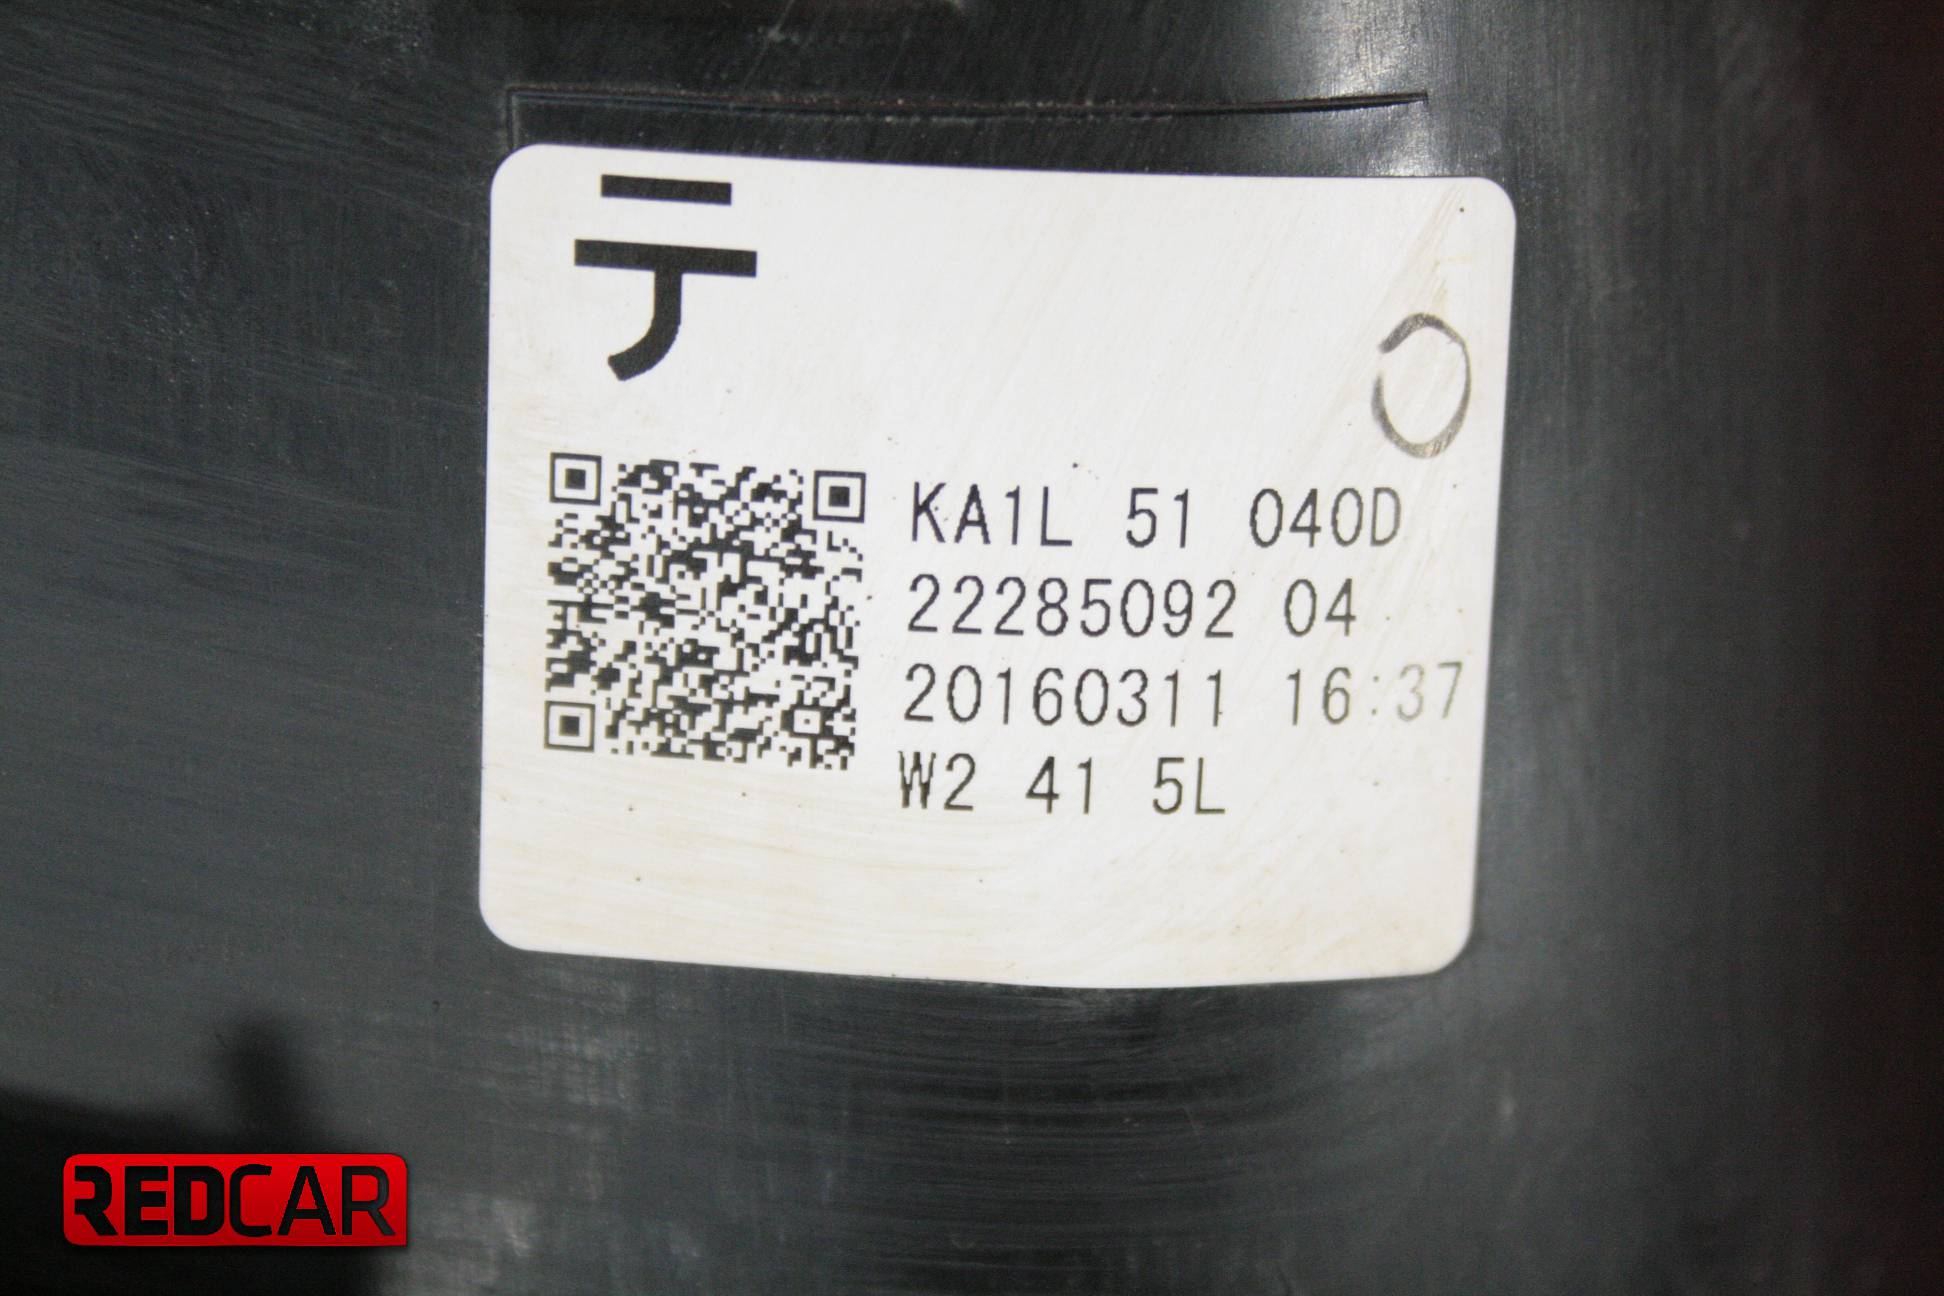 テ
KA1L 51 040D
22285092 04
20160311 16:37
W2 41 5L
REDCAR